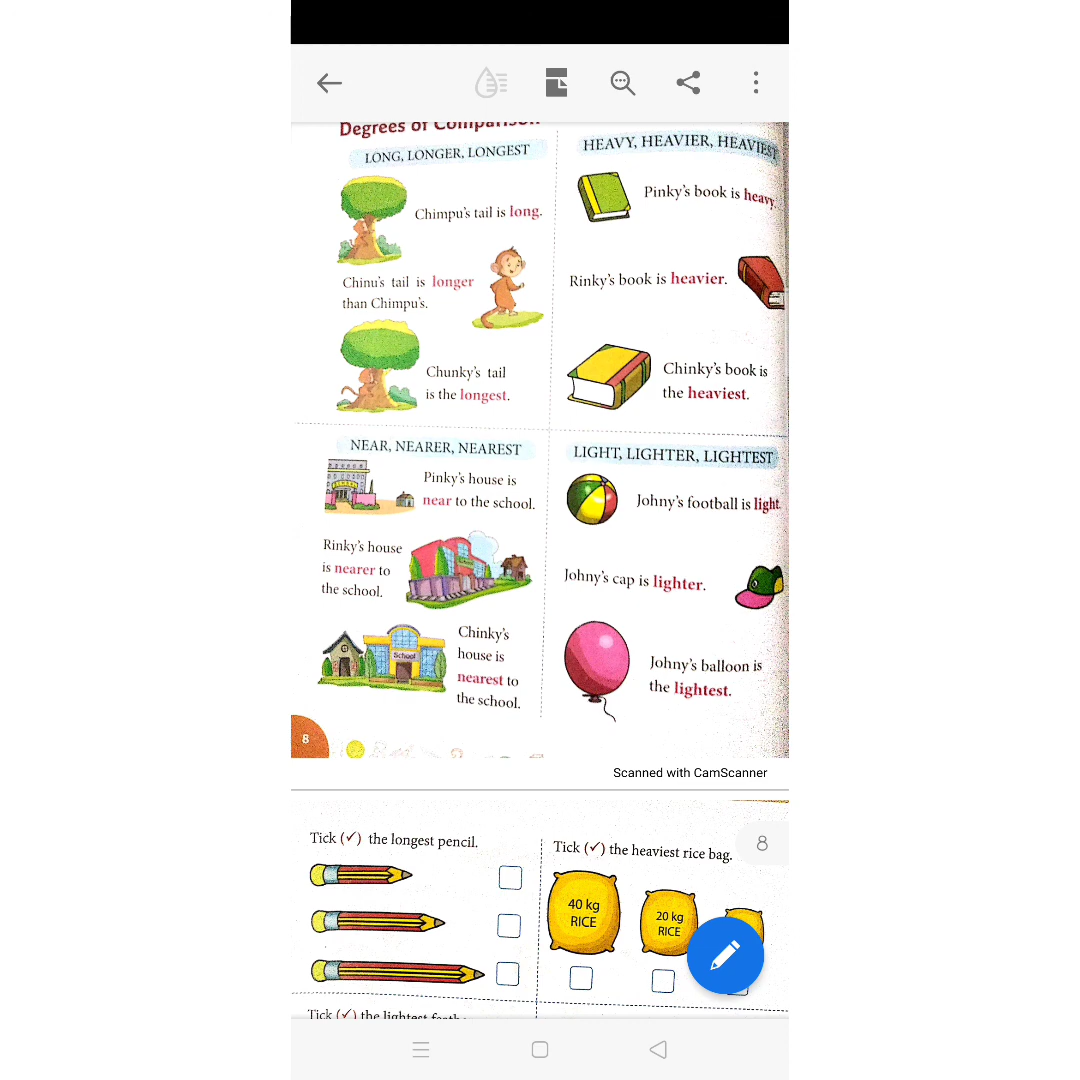 Degrees of Comparison
LONG, LONGER, LONGEST
Chimpu's tail is long.
Chinu's tail is longer
than Chimpu's.
Chunky's tail
is the longest.
HEAVY, HEAVIER, HEAVIEST
Pinky's book is heavy.
Rinky's book is heavier.
Chinky's book is
the heaviest.
NEAR, NEARER, NEAREST
Pinky's house is
near to the school.
Rinky's house
is nearer to
the school.
School
Chinky's
house is
nearest to
the school.
LIGHT, LIGHTER, LIGHTEST
Johny's football is light.
Johny's cap is lighter.
Johny's balloon is
the lightest.
8
Scanned with CamScanner
8
Tick (✓) the longest pencil.
Tick (✓) the heaviest rice bag.
40 kg
RICE
20 kg
RICE
Tick (✓) the lightest